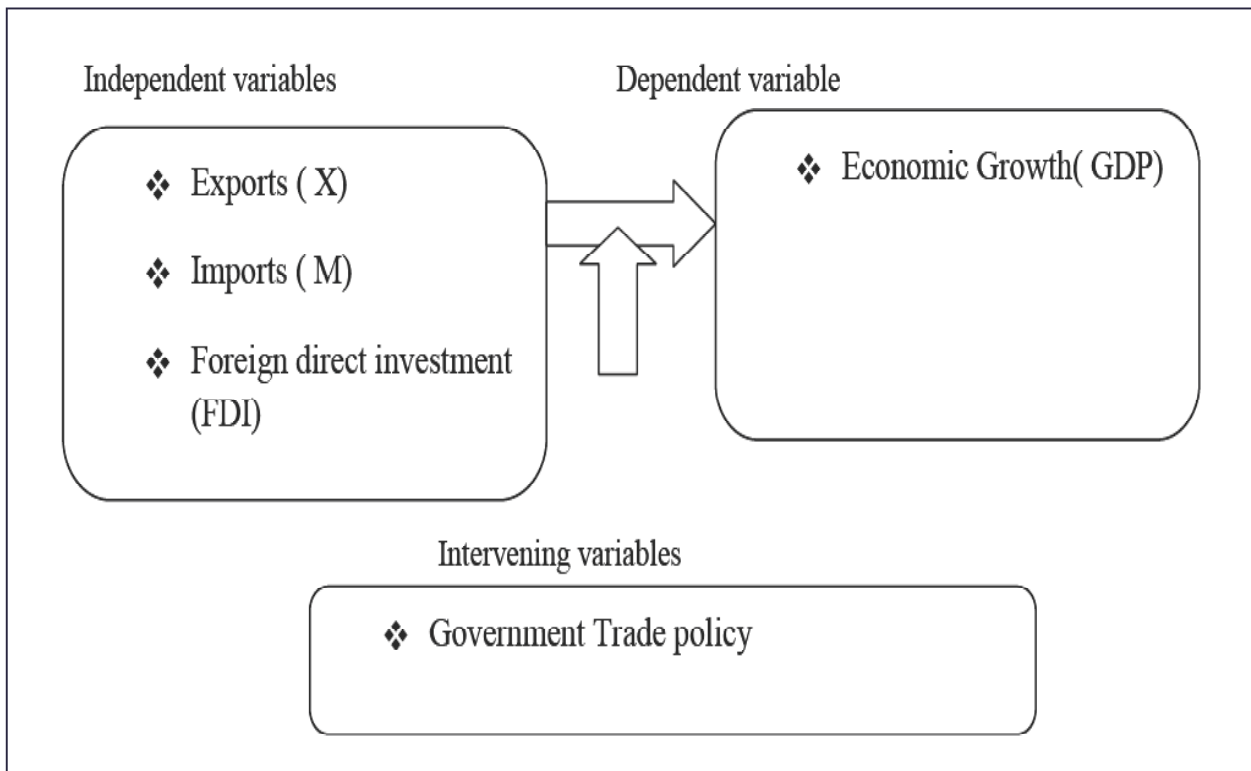 Independent variables
❖ Exports ( X)
❖ Imports ( M)
❖ Foreign direct investment
(FDI)
Dependent variable
❖ Economic Growth( GDP)
Intervening variables
❖ Government Trade policy